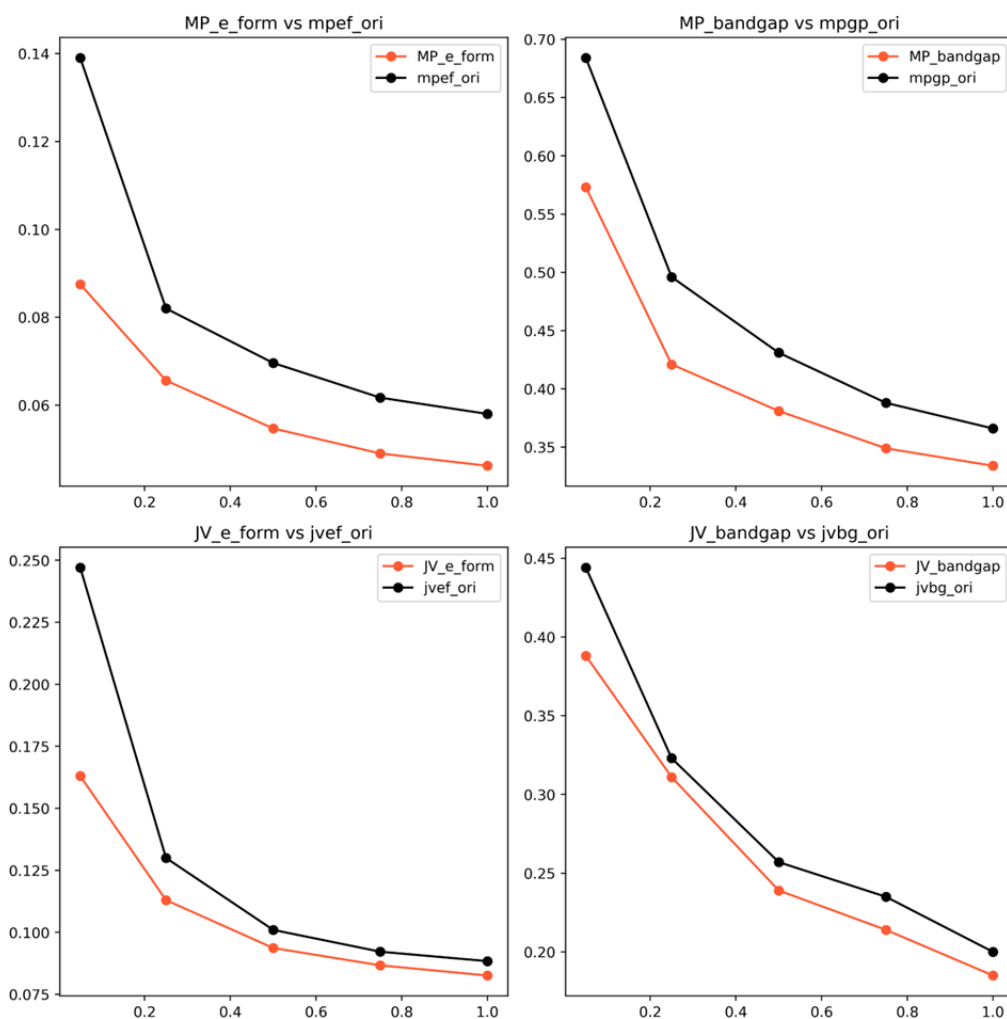 MP_e_form vs mpef_ori
MP_e_form
mpef_ori
0.14
0.12
0.10
0.08
0.06
0.2 0.4 0.6 0.8 1.0
MP_bandgap vs mpgp_ori
MP_bandgap
mpgp_ori
0.70
0.65
0.60
0.55
0.50
0.45
0.40
0.35
0.2 0.4 0.6 0.8 1.0
JV_e_form vs jvef_ori
JV_e_form
jvef_ori
0.250
0.225
0.200
0.175
0.150
0.125
0.100
0.075
0.2 0.4 0.6 0.8 1.0
JV_bandgap vs jvbg_ori
JV_bandgap
jvbg_ori
0.45
0.40
0.35
0.30
0.25
0.20
0.2 0.4 0.6 0.8 1.0